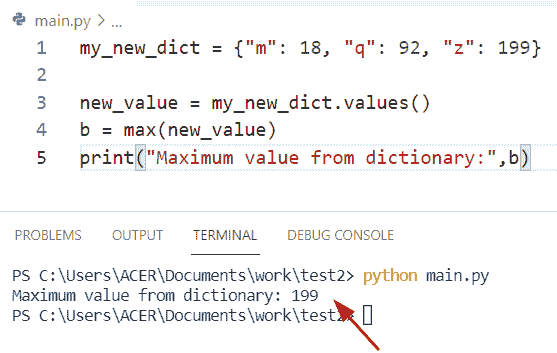 main.py > ...
1 my_new_dict = {"m": 18, "q": 92, "z": 199}
2
3 new_value = my_new_dict.values()
4 b = max(new_value)
5 print("Maximum value from dictionary:",b)
PROBLEMS OUTPUT TERMINAL DEBUG CONSOLE
PS C:\Users\ACER\Documents\work\test2> python main.py
Maximum value from dictionary: 199
PS C:\Users\ACER\Documents\work\test2>